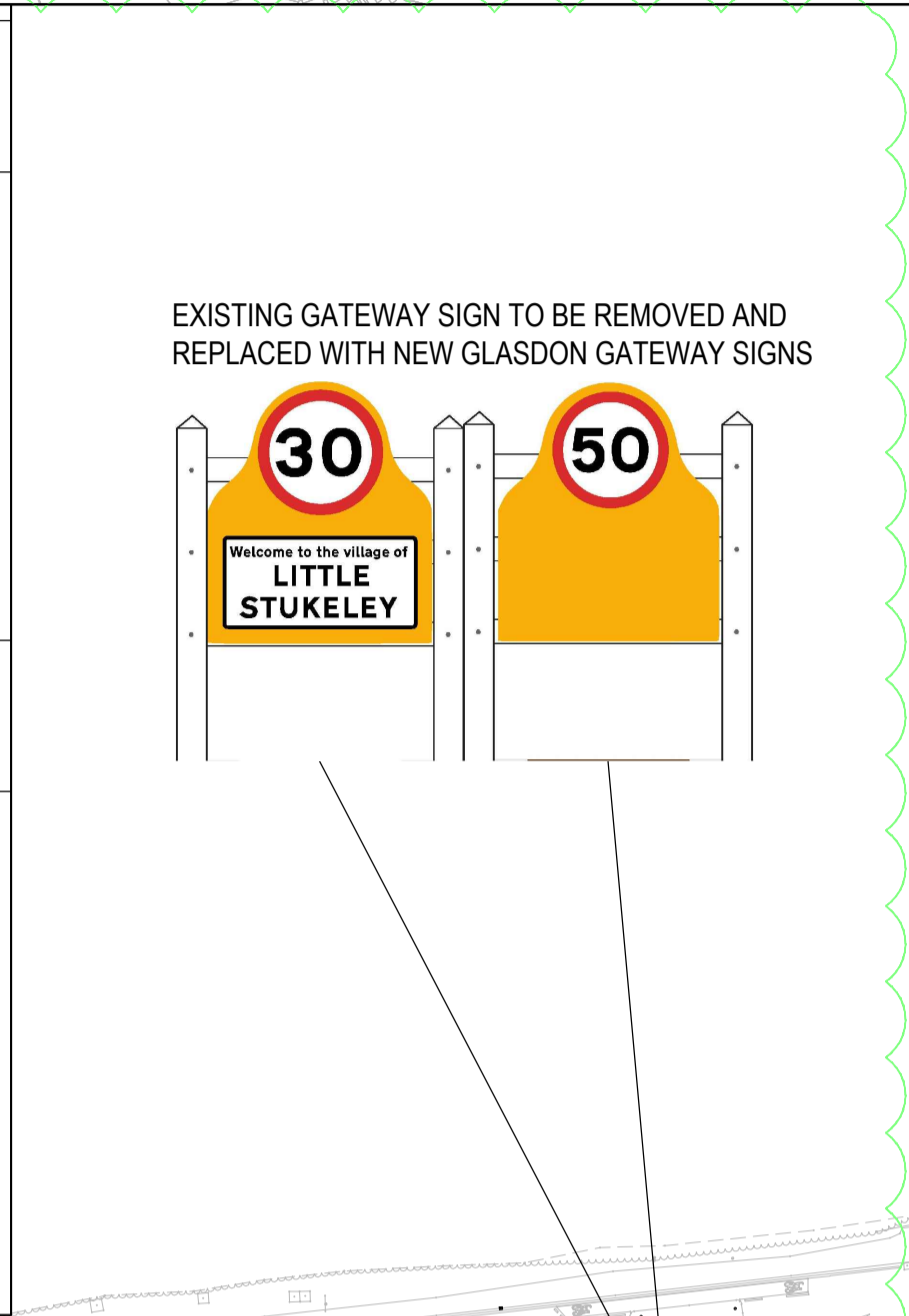 EXISTING GATEWAY SIGN TO BE REMOVED AND
REPLACED WITH NEW GLASDON GATEWAY SIGNS
30
50
Welcome to the village of
LITTLE
STUKELEY